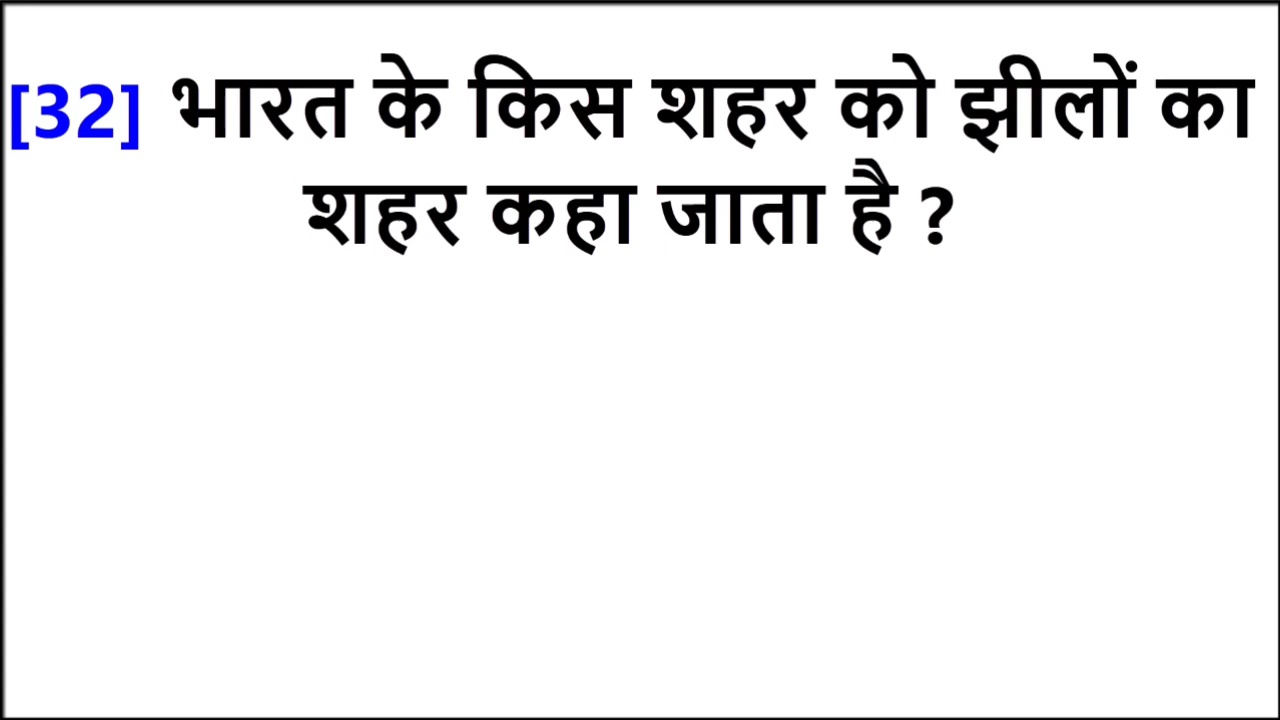 [32] भारत के किस शहर को झीलों का
शहर कहा जाता है ?